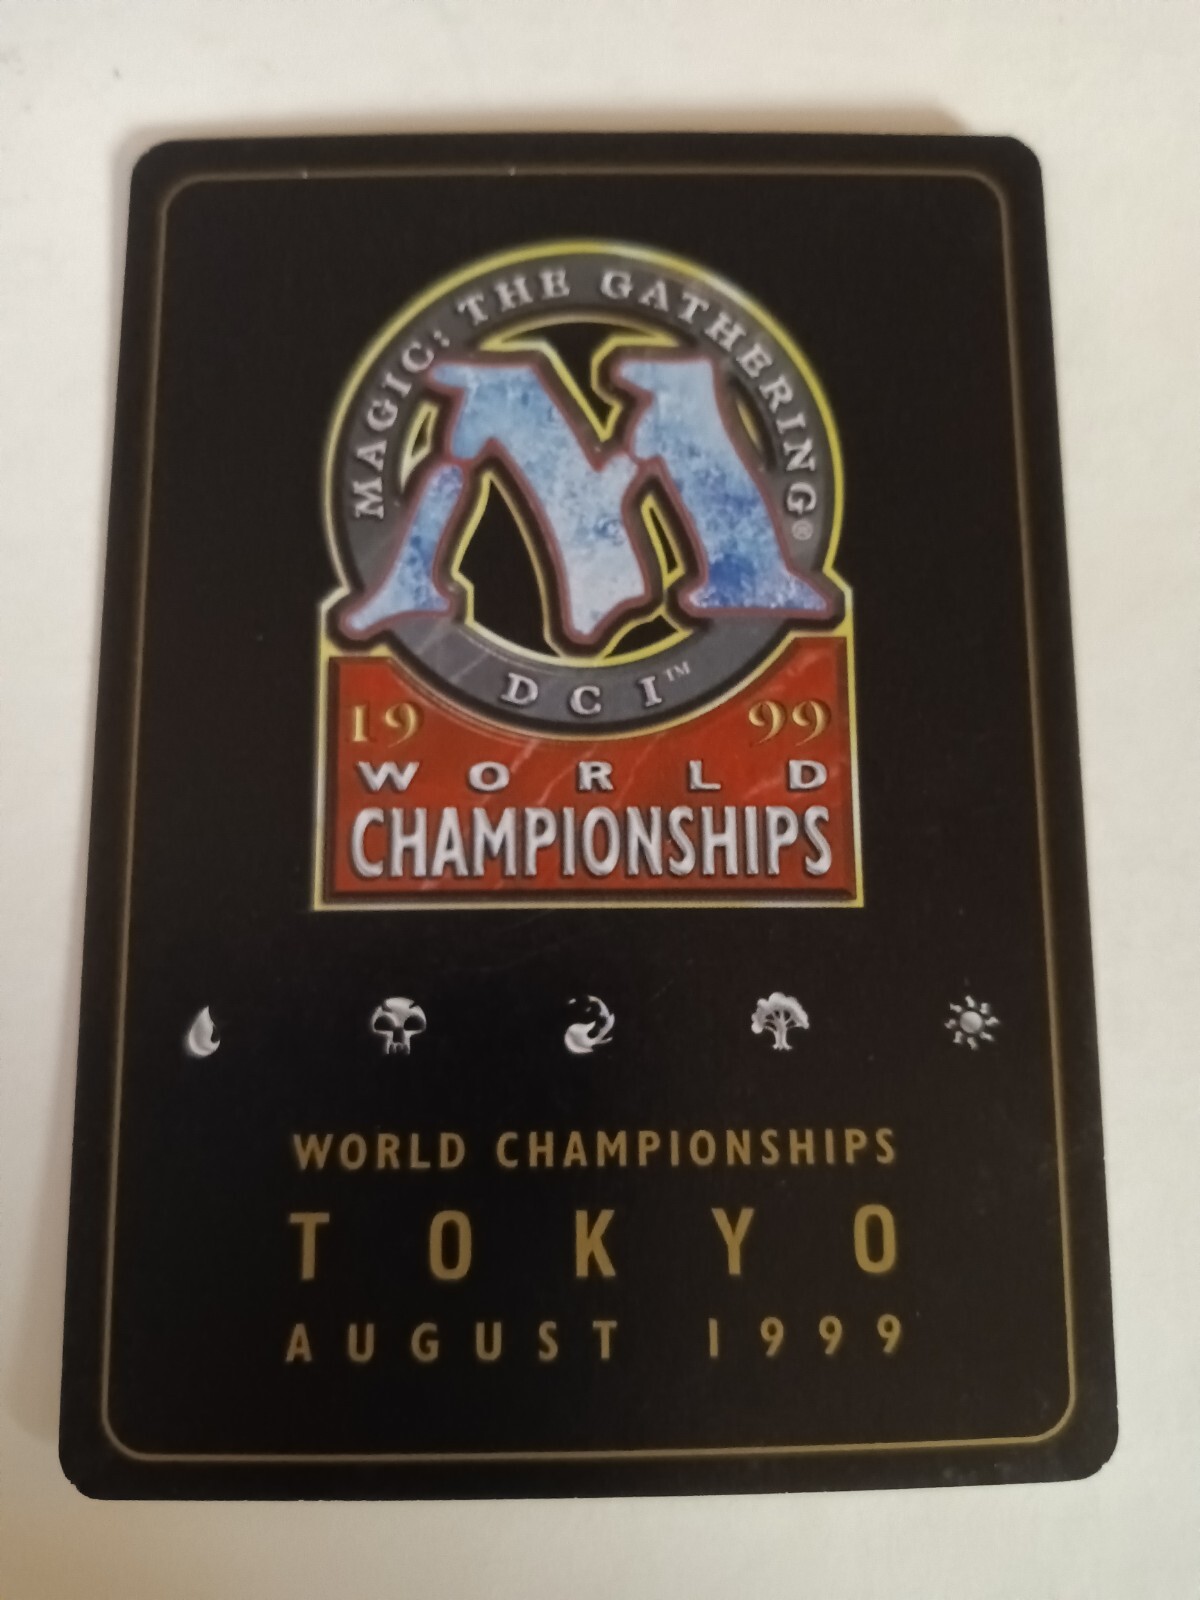 MAGIC: THE GATHERING®
DCI™
1999
WORLD
CHAMPIONSHIPS
WORLD CHAMPIONSHIPS
TOKYO
AUGUST 1999